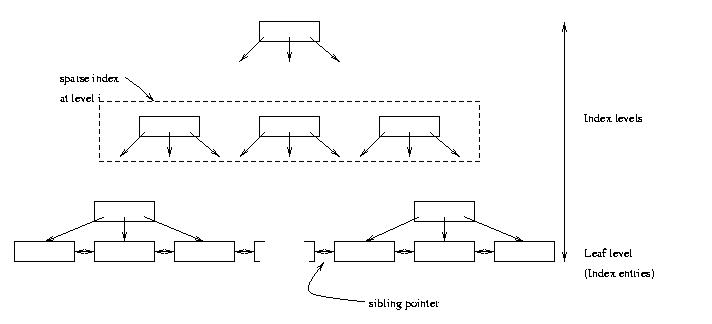 sparse index
at level i
Index levels
Leaf level
(Index entries)
sibling pointer